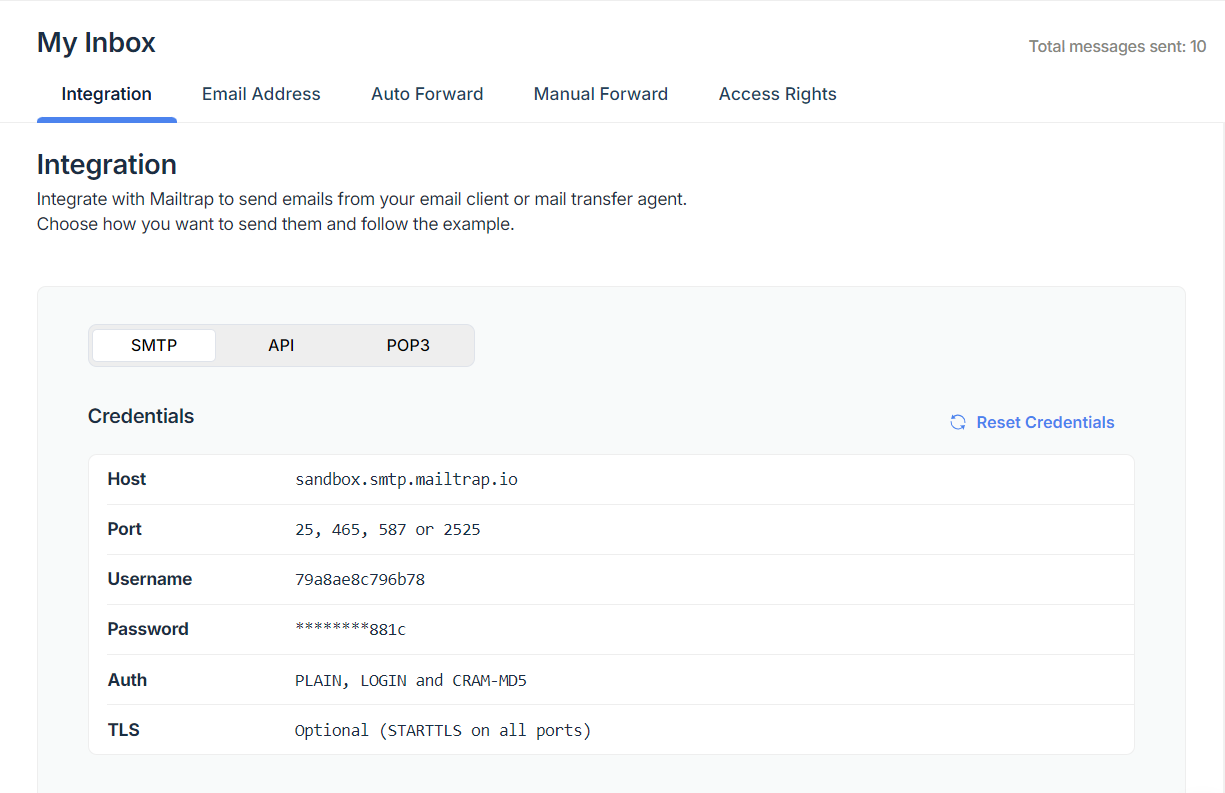 My Inbox
Total messages sent: 10
Integration Email Address Auto Forward Manual Forward Access Rights
Integration
Integrate with Mailtrap to send emails from your email client or mail transfer agent.
Choose how you want to send them and follow the example.
SMTP API POP3
Credentials
Reset Credentials
Host sandbox.smtp.mailtrap.io
Port 25, 465, 587 or 2525
Username 79a8ae8c796b78
Password ********881c
Auth PLAIN, LOGIN and CRAM-MD5
TLS Optional (STARTTLS on all ports)